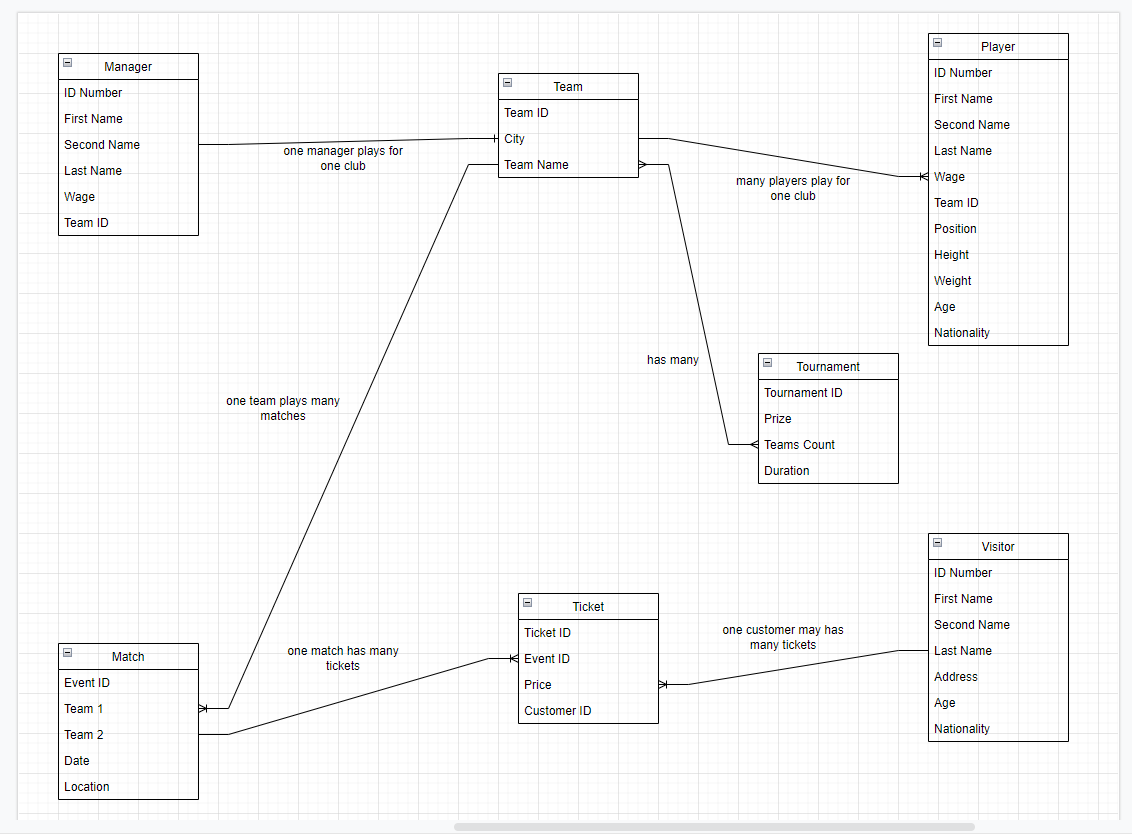 Manager
ID Number
First Name
Second Name
Last Name
Wage
Team ID
one manager plays for
one club
Team
Team ID
City
Team Name
many players play for
one club
Player
ID Number
First Name
Second Name
Last Name
Wage
Team ID
Position
Height
Weight
Age
Nationality
has many
Tournament
Tournament ID
Prize
Teams Count
Duration
one team plays many
matches
Match
Event ID
Team 1
Team 2
Date
Location
one match has many
tickets
Ticket
Ticket ID
Event ID
Price
Customer ID
one customer may has
many tickets
Visitor
ID Number
First Name
Second Name
Last Name
Address
Age
Nationality